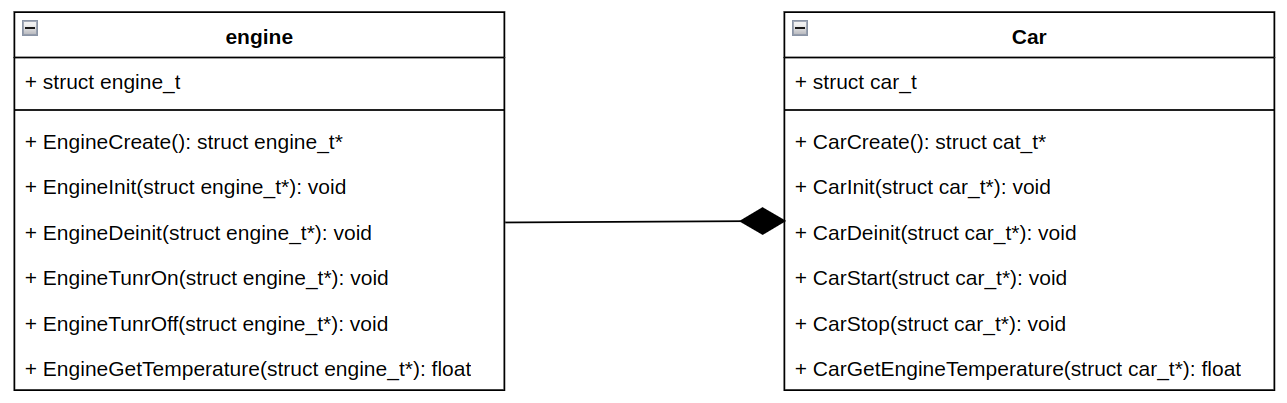 engine
+ struct engine_t
+ EngineCreate(): struct engine_t*
+ EngineInit(struct engine_t*): void
+ EngineDeinit(struct engine_t*): void
+ EngineTunrOn(struct engine_t*): void
+ EngineTunrOff(struct engine_t*): void
+ EngineGetTemperature(struct engine_t*): float
Car
+ struct car_t
+ CarCreate(): struct cat_t*
+ CarInit(struct car_t*): void
+ CarDeinit(struct car_t*): void
+ CarStart(struct car_t*): void
+ CarStop(struct car_t*): void
+ CarGetEngineTemperature(struct car_t*): float